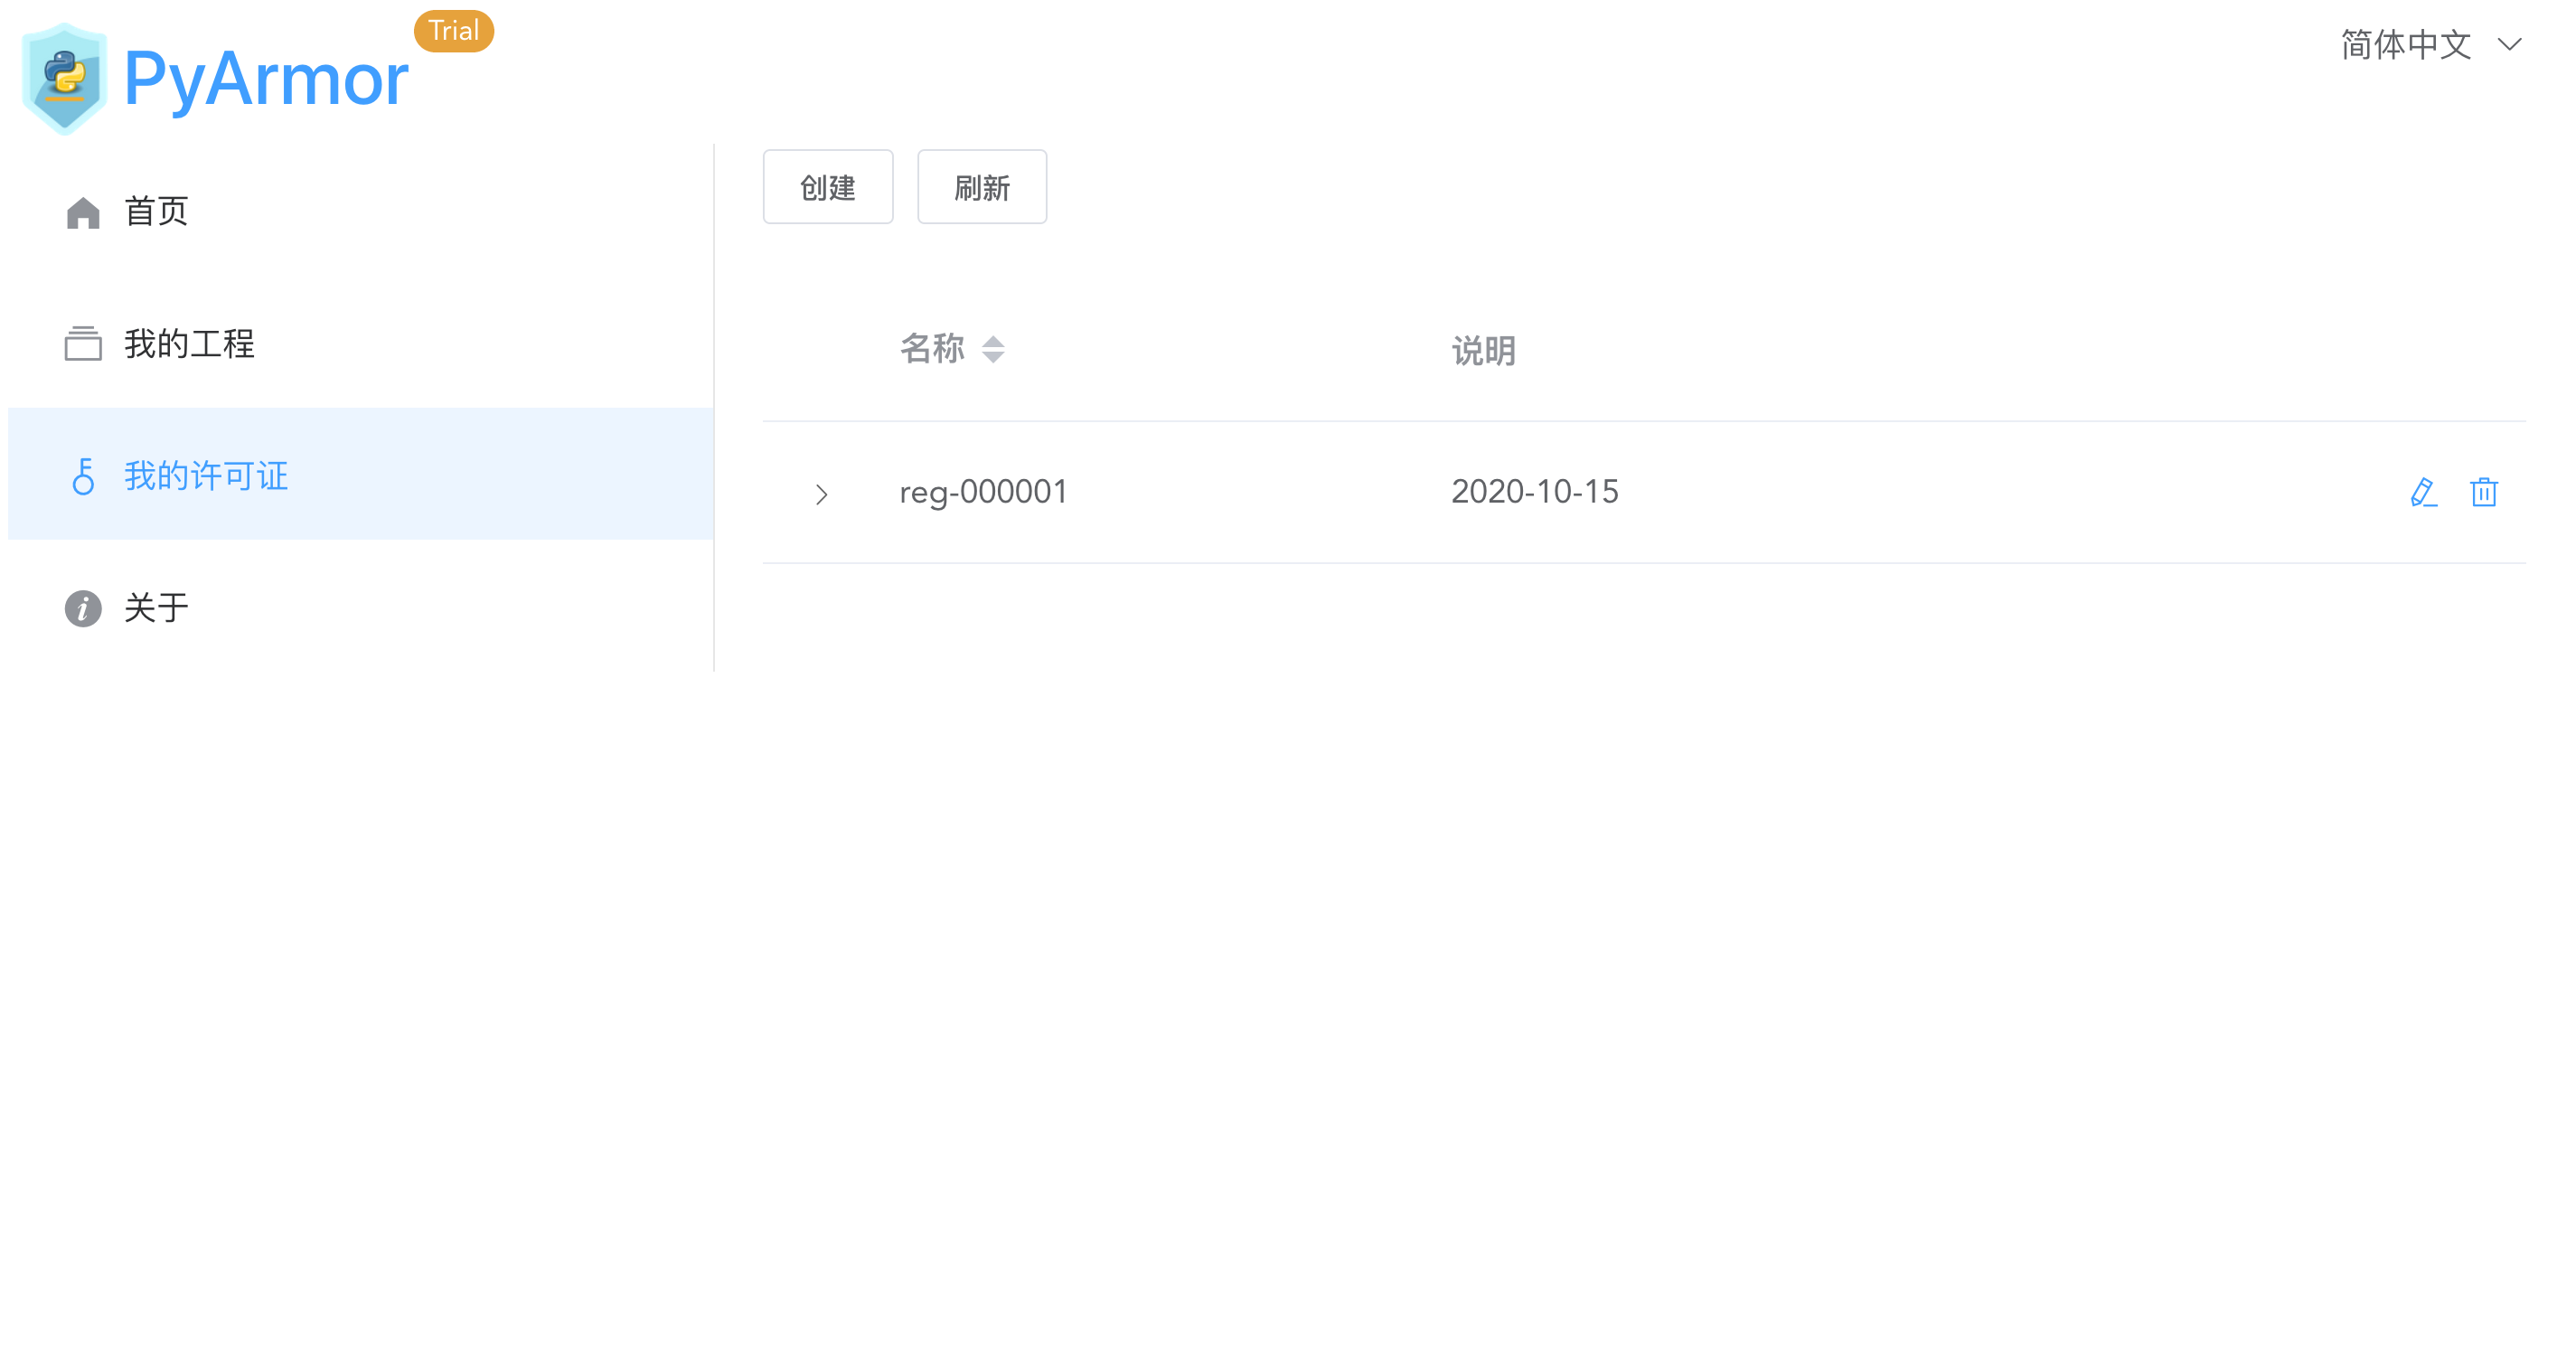 PyArmor Trial
简体中文
首页
我的工程
我的许可证
关于
创建 刷新
名称 说明
reg-000001 2020-10-15